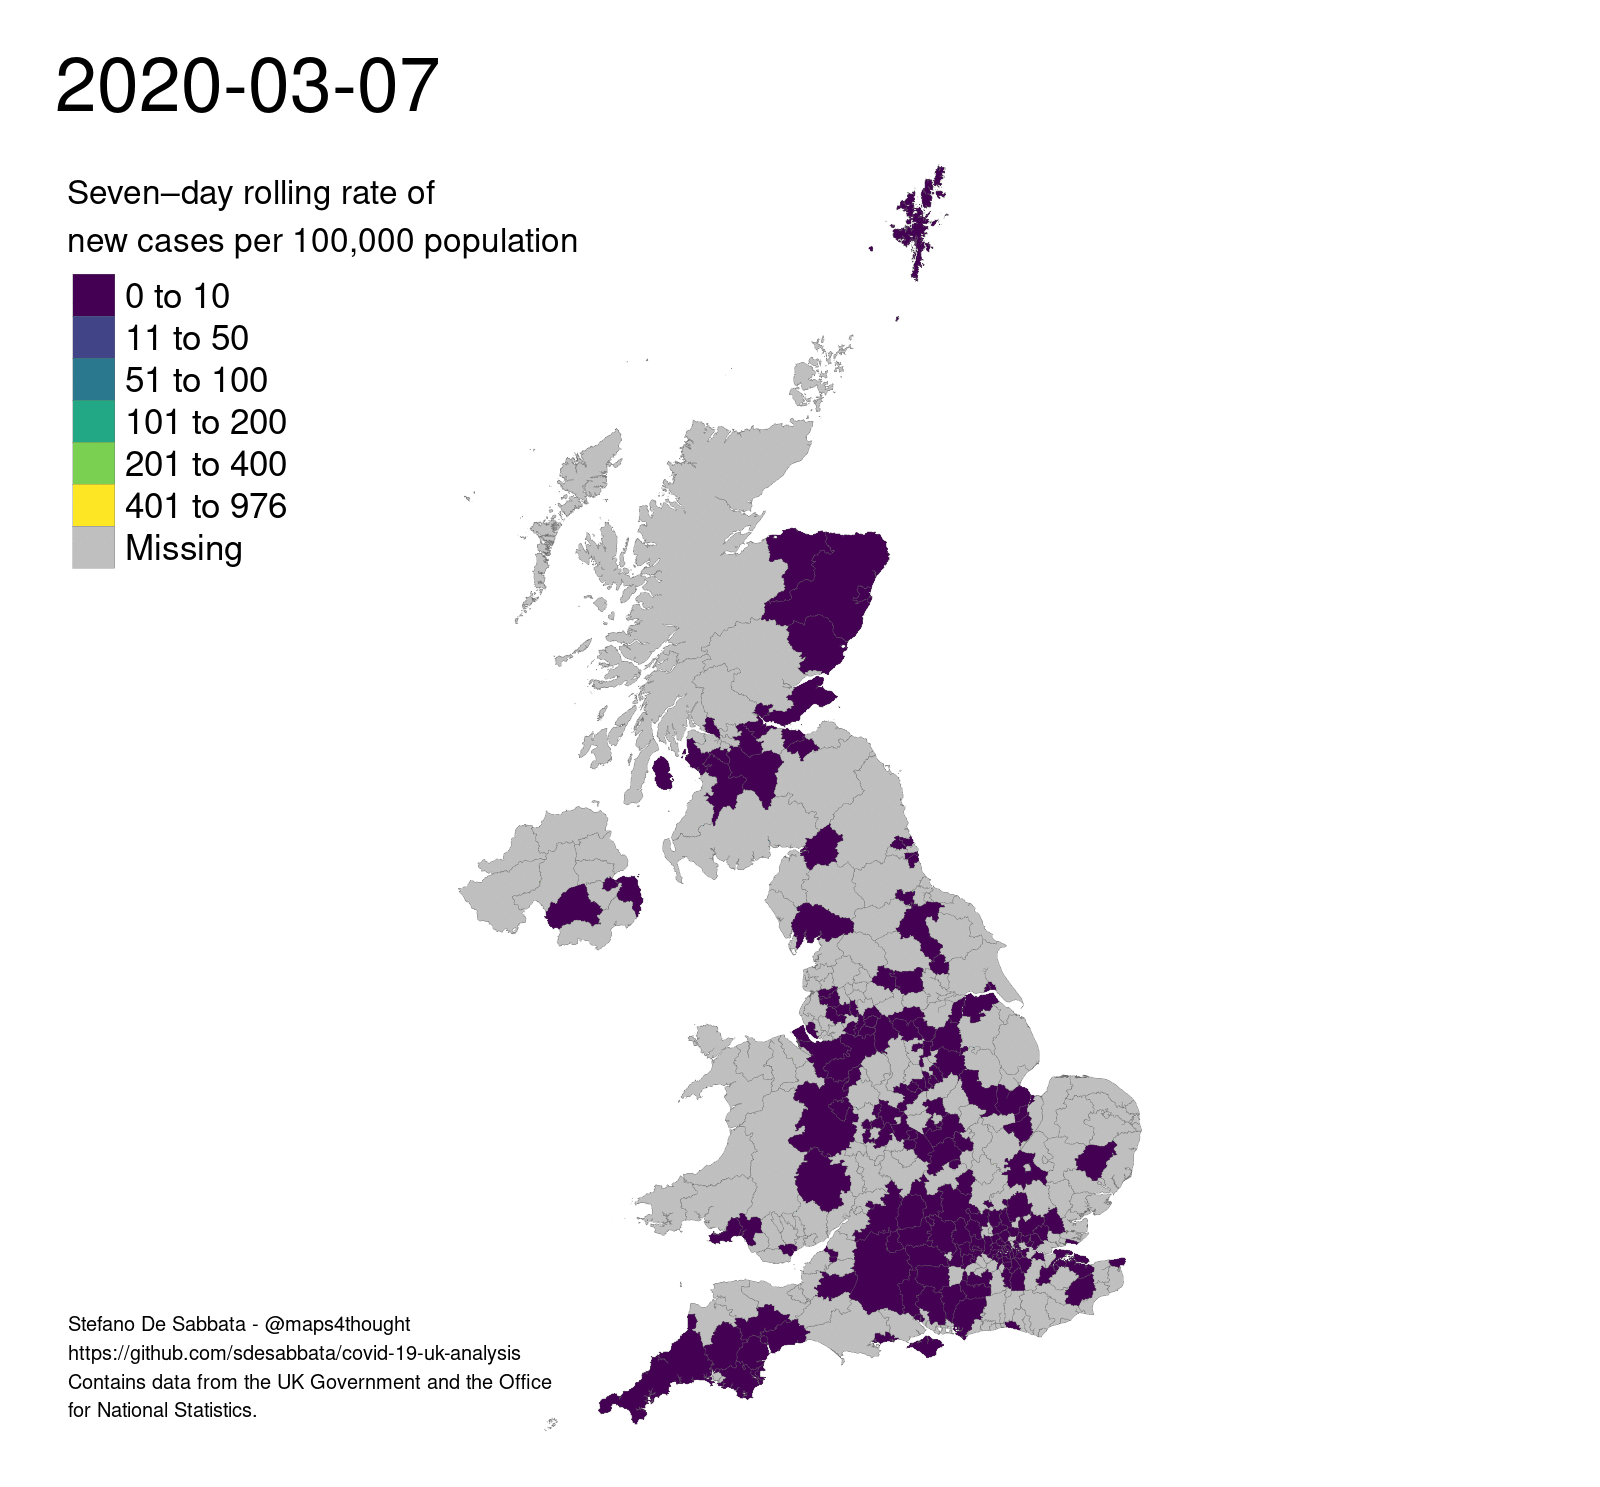 2020-03-07
Seven–day rolling rate of
new cases per 100,000 population
0 to 10
11 to 50
51 to 100
101 to 200
201 to 400
401 to 976
Missing
Stefano De Sabbata - @maps4thought
https://github.com/sdesabbata/covid-19-uk-analysis
Contains data from the UK Government and the Office
for National Statistics.